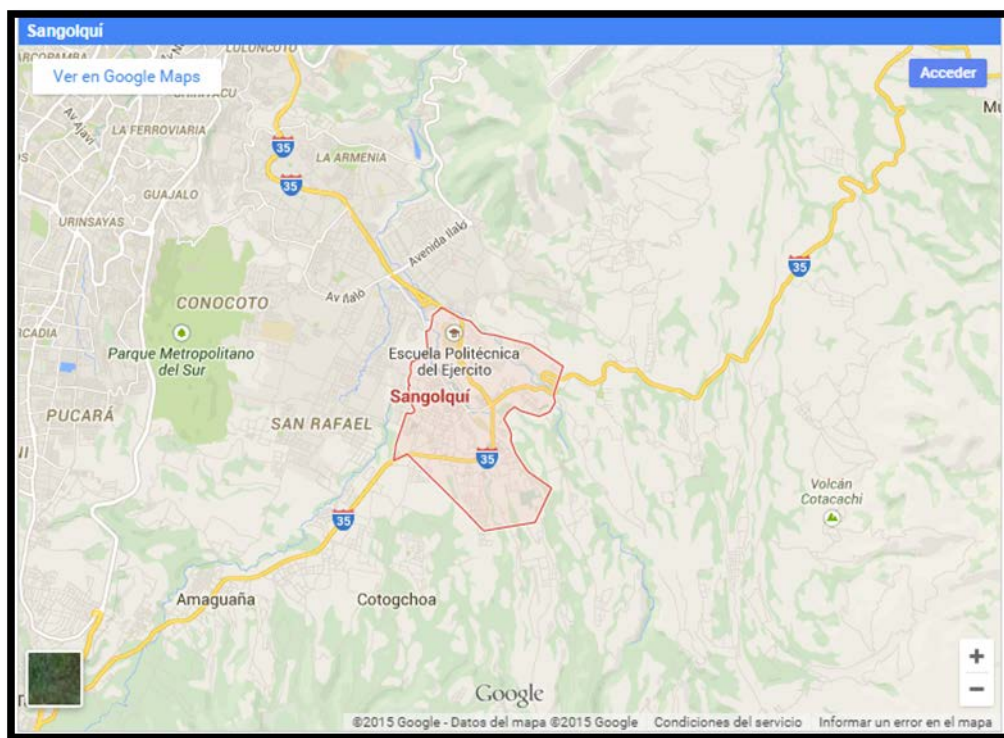 Sangolquí
LULONCOTO
Ver en Google Maps
Acceder
Av Ajaví
LA FERROVIARIA
35
LA ARMENIA
35
GUAJALO
URINSAYAS
Avenida Ilaló
35
Av Ilaló
CONOCOTO
Parque Metropolitano
del Sur
Escuela Politécnica
del Ejercito
Sangolquí
PUCARÁ
SAN RAFAEL
35
Volcán
Cotacachi
35
Amaguaña
Cotogchoa
+
−
Google
©2015 Google - Datos del mapa ©2015 Google Condiciones del servicio Informar un error en el mapa